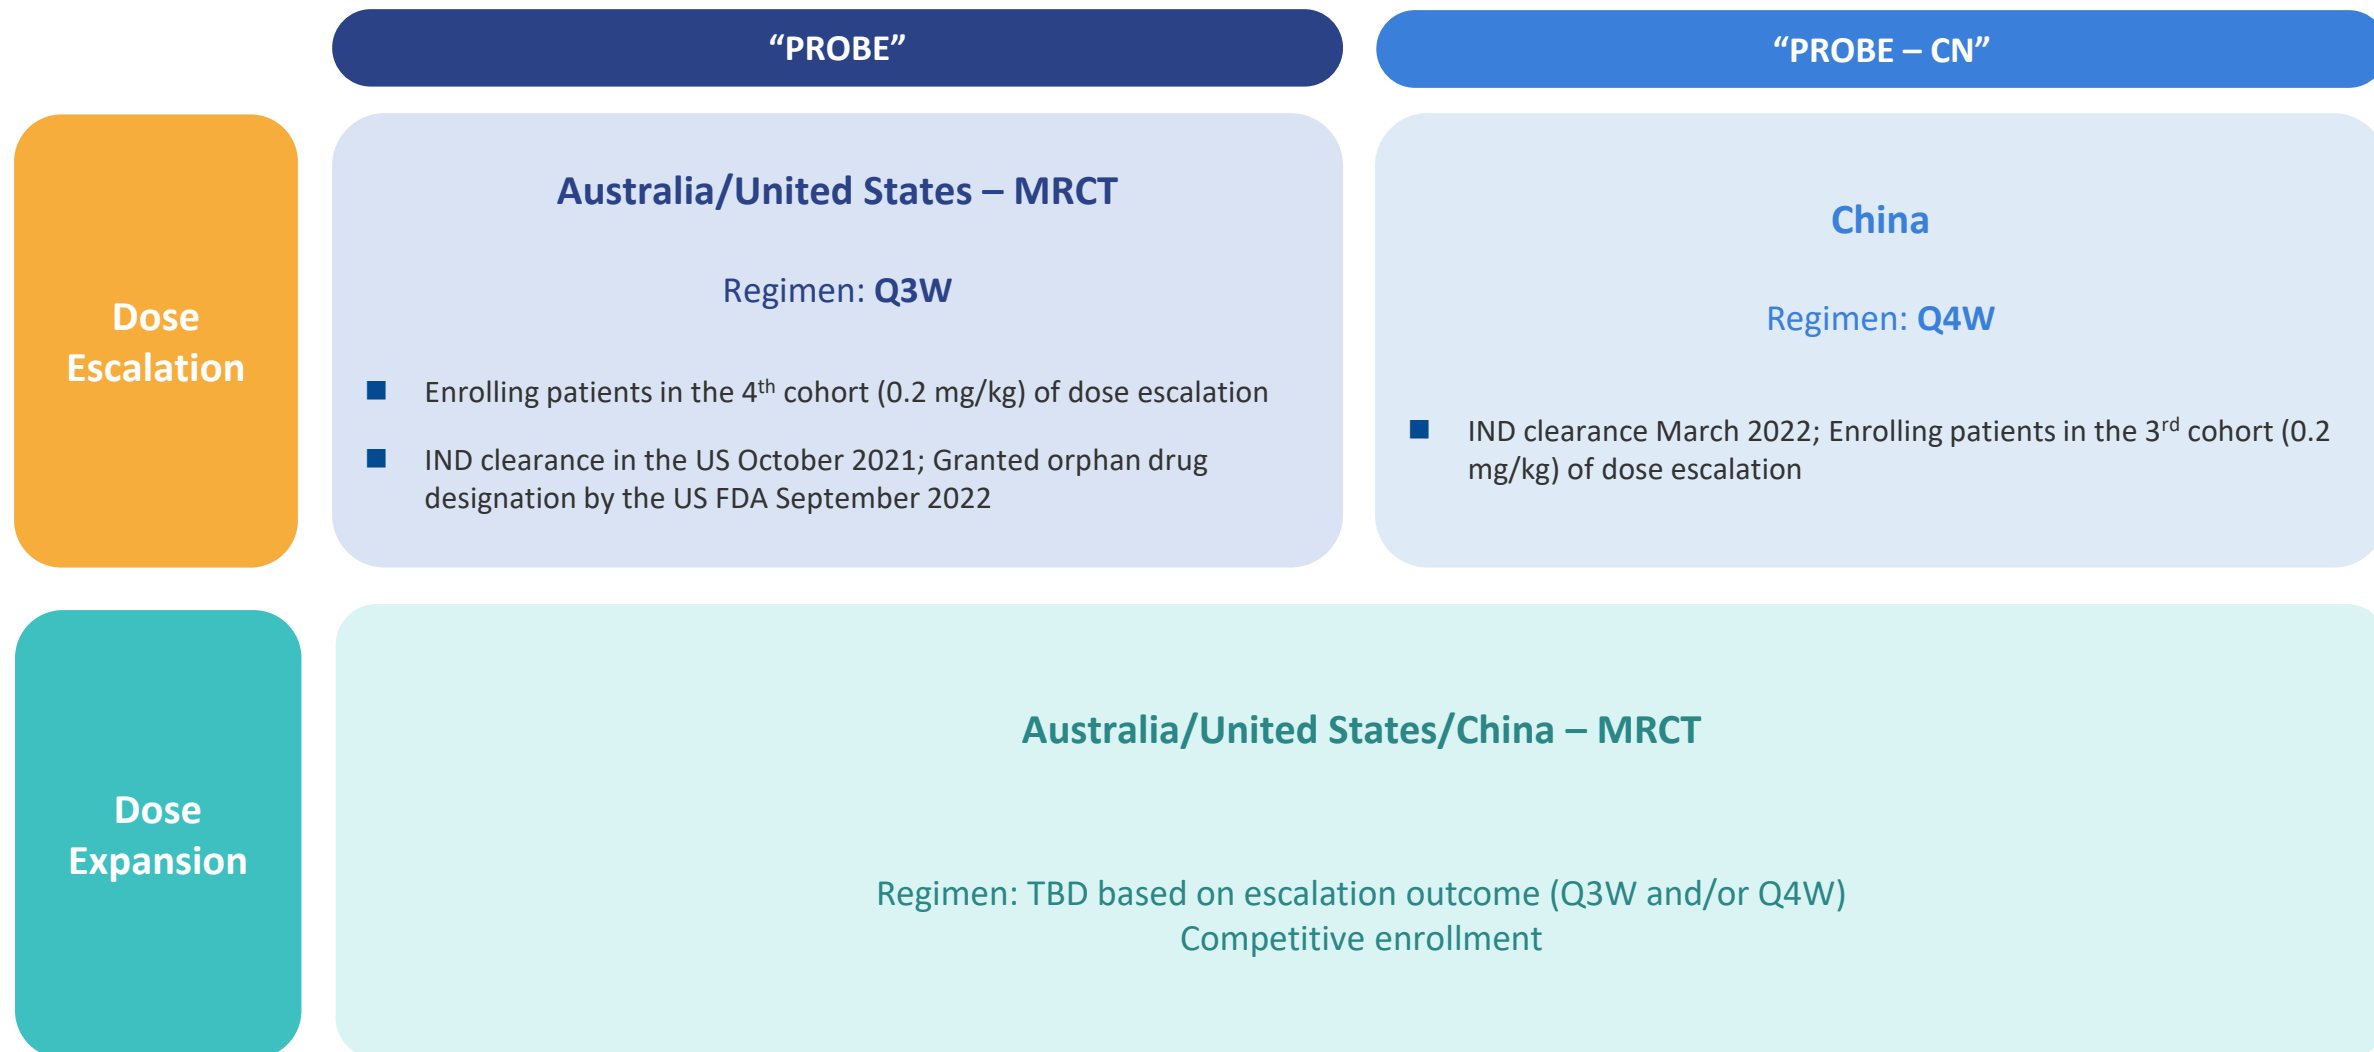 “PROBE”
“PROBE – CN”
Dose
Escalation
Australia/United States – MRCT
Regimen: Q3W
■ Enrolling patients in the 4th cohort (0.2 mg/kg) of dose escalation
■ IND clearance in the US October 2021; Granted orphan drug
designation by the US FDA September 2022
China
Regimen: Q4W
■ IND clearance March 2022; Enrolling patients in the 3rd cohort (0.2
mg/kg) of dose escalation
Dose
Expansion
Australia/United States/China – MRCT
Regimen: TBD based on escalation outcome (Q3W and/or Q4W)
Competitive enrollment